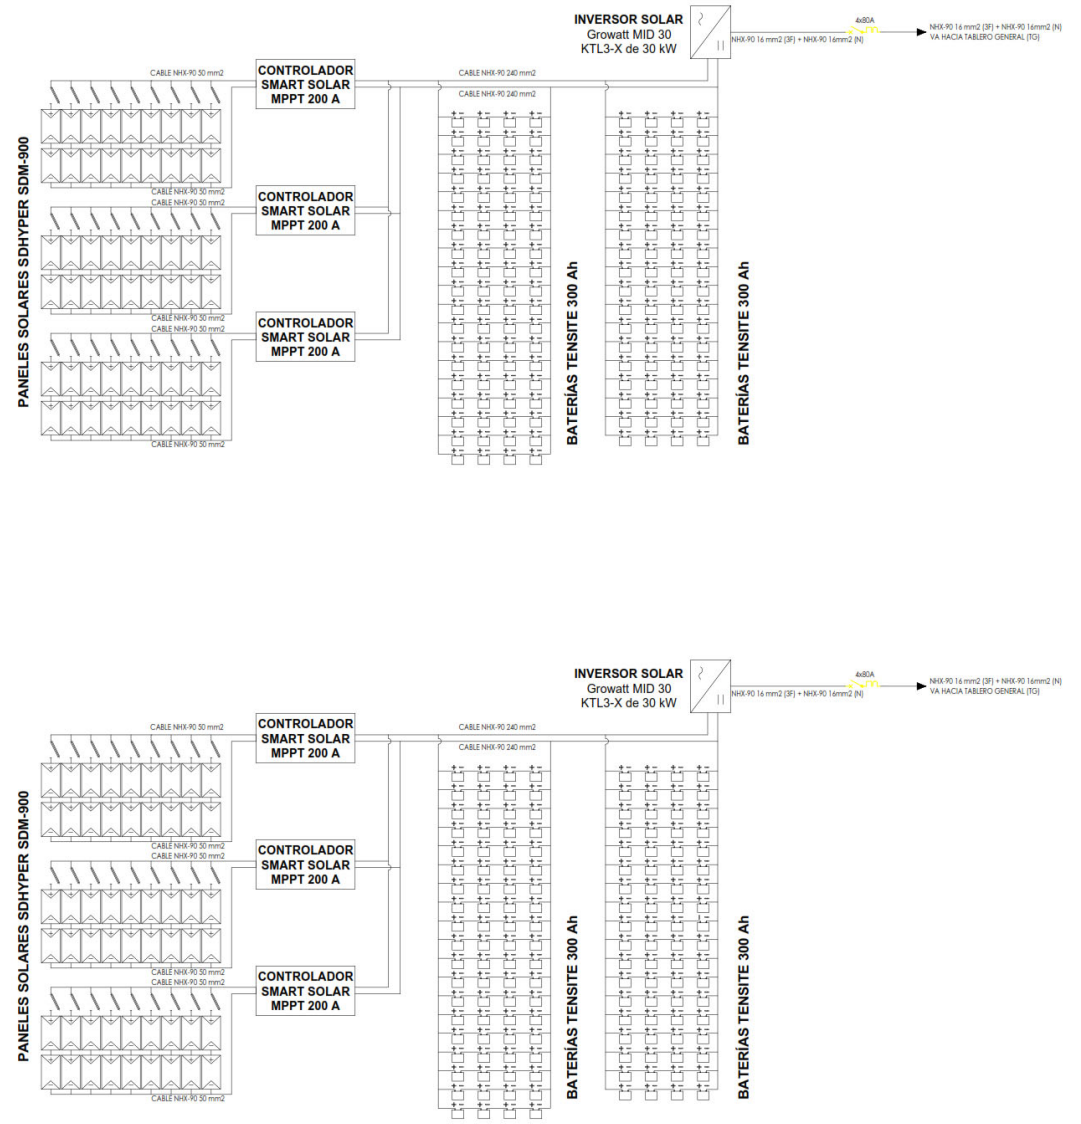 INVERSOR SOLAR
Growatt MID 30
KTL3-X de 30 kW
4x80A
NHX-90 16 mm2 (3F) + NHX-90 16mm2 (N)
NHX-90 16 mm2 (3F) + NHX-90 16mm2 (N)
VA HACIA TABLERO GENERAL (TG)
CABLE NHX-90 50 mm2
CONTROLADOR
SMART SOLAR
MPPT 200 A
CABLE NHX-90 240 mm2
CABLE NHX-90 240 mm2
PANELES SOLARES SDHYPER SDM-900
CABLE NHX-90 50 mm2
CABLE NHX-90 50 mm2
CONTROLADOR
SMART SOLAR
MPPT 200 A
CABLE NHX-90 50 mm2
CABLE NHX-90 50 mm2
CONTROLADOR
SMART SOLAR
MPPT 200 A
CABLE NHX-90 50 mm2
BATERÍAS TENSITE 300 Ah
BATERÍAS TENSITE 300 Ah
INVERSOR SOLAR
Growatt MID 30
KTL3-X de 30 kW
4x80A
NHX-90 16 mm2 (3F) + NHX-90 16mm2 (N)
NHX-90 16 mm2 (3F) + NHX-90 16mm2 (N)
VA HACIA TABLERO GENERAL (TG)
CABLE NHX-90 50 mm2
CONTROLADOR
SMART SOLAR
MPPT 200 A
CABLE NHX-90 240 mm2
CABLE NHX-90 240 mm2
PANELES SOLARES SDHYPER SDM-900
CABLE NHX-90 50 mm2
CABLE NHX-90 50 mm2
CONTROLADOR
SMART SOLAR
MPPT 200 A
CABLE NHX-90 50 mm2
CABLE NHX-90 50 mm2
CONTROLADOR
SMART SOLAR
MPPT 200 A
CABLE NHX-90 50 mm2
BATERÍAS TENSITE 300 Ah
BATERÍAS TENSITE 300 Ah